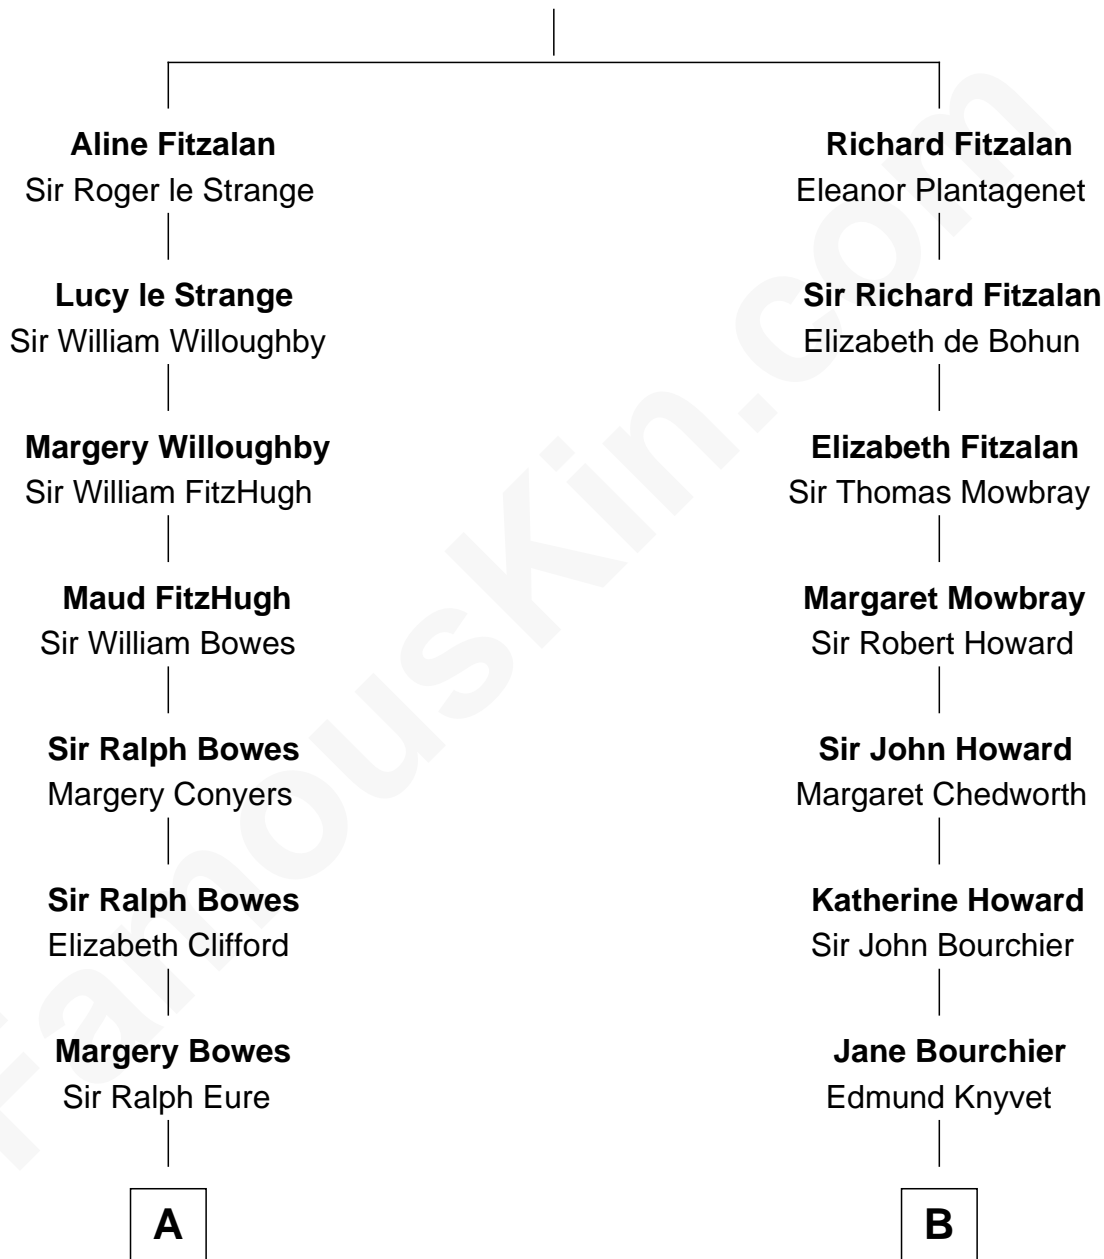 Aline Fitzalan
Sir Roger le Strange
Lucy le Strange
Sir William Willoughby
Margery Willoughby
Sir William FitzHugh
Maud FitzHugh
Sir William Bowes
Sir Ralph Bowes
Margery Conyers
Sir Ralph Bowes
Elizabeth Clifford
Margery Bowes
Sir Ralph Eure
A
Richard Fitzalan
Eleanor Plantagenet
Sir Richard Fitzalan
Elizabeth de Bohun
Elizabeth Fitzalan
Sir Thomas Mowbray
Margaret Mowbray
Sir Robert Howard
Sir John Howard
Margaret Chedworth
Katherine Howard
Sir John Bourchier
Jane Bourchier
Edmund Knyvet
B
FamousKin.com